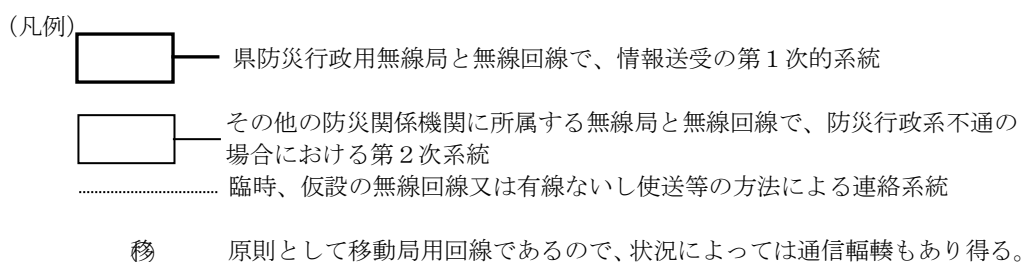 (凡例)
県防災行政用無線局と無線回線で、情報送受の第1次的系統
その他の防災関係機関に所属する無線局と無線回線で、防災行政系不通の
場合における第2次系統
臨時、仮設の無線回線又は有線ないし使送等の方法による連絡系統
移 原則として移動局用回線であるので、状況によっては通信輻輳もあり得る。